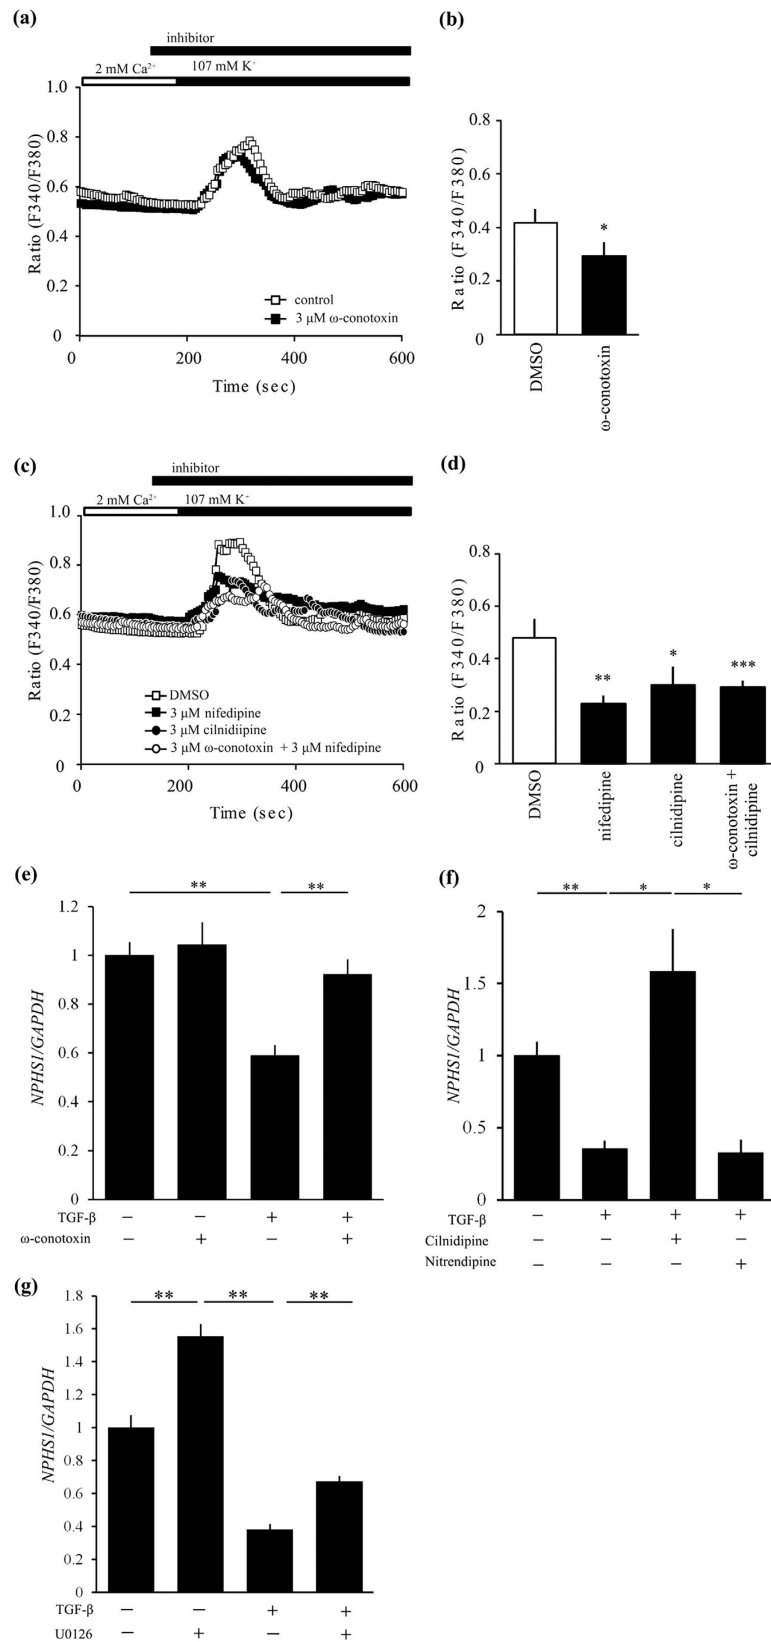 (a)
inhibitor
2 mM Ca²⁺ 107 mM K⁺
1.0
0.8
0.6
0.4
0.2
0
Ratio (F340/F380)
control
3 μM ω-conotoxin
0 200 400 600
Time (sec)
(b)
0.8
0.6
0.4
0.2
0
Ratio (F340/F380)
*
DMSO
ω-conotoxin
(c)
inhibitor
2 mM Ca²⁺ 107 mM K⁺
1.0
0.8
0.6
0.4
0.2
0
Ratio (F340/F380)
DMSO
3 μM nifedipine
3 μM cilnidiipine
3 μM ω-conotoxin + 3 μM nifedipine
0 200 400 600
Time (sec)
(d)
0.8
0.6
0.4
0.2
0
Ratio (F340/F380)
** * ***
DMSO
nifedipine
cilnidipine
ω-conotoxin +
cilnidipine
(e)
** **
1.2
1
0.8
0.6
0.4
0.2
0
NPHS1/GAPDH
TGF-β – – + +
ω-conotoxin – + – +
(f)
** * *
2
1.5
1
0.5
0
NPHS1/GAPDH
TGF-β – + + +
Cilnidipine – – + –
Nitrendipine – – – +
(g)
** ** **
1.8
1.6
1.4
1.2
1
0.8
0.6
0.4
0.2
0
NPHS1/GAPDH
TGF-β – – + +
U0126 – + – +